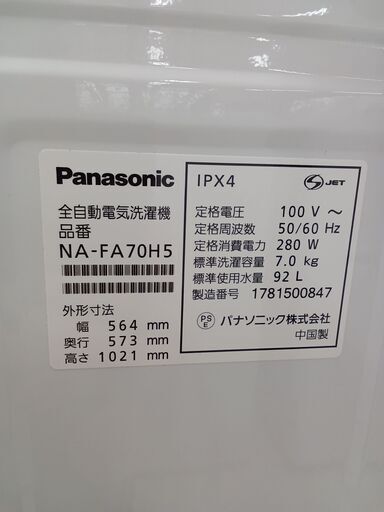 Panasonic
全自動電気洗濯機
品番
NA-FA70H5
外形寸法
幅 564 mm
奥行 573 mm
高さ 1021 mm
IPX4
S JET
定格電圧 100 V ～
定格周波数 50/60 Hz
定格消費電力 280 W
標準洗濯容量 7.0 kg
標準使用水量 92 L
製造番号 1781500847
PS E パナソニック株式会社
中国製